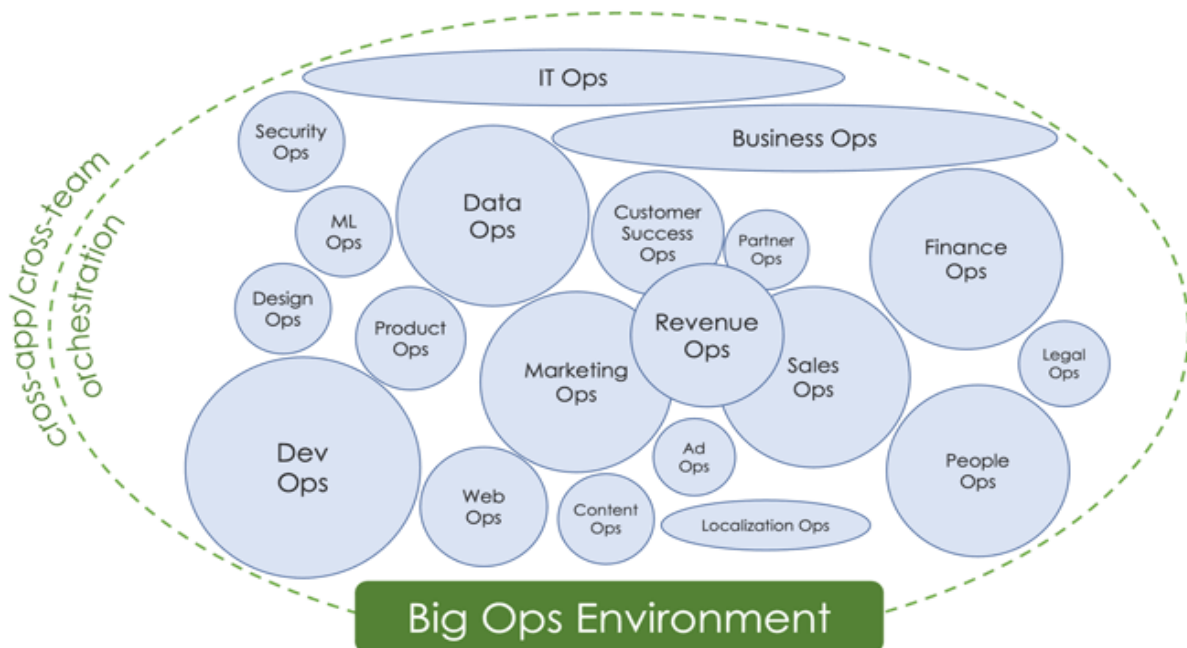 IT Ops
Business Ops
Security
Ops
Data
Ops
ML
Ops
Customer
Success
Ops
Partner
Ops
Finance
Ops
cross-app/cross-team
orchestration
Design
Ops
Product
Ops
Revenue
Ops
Marketing
Ops
Sales
Ops
Legal
Ops
Dev
Ops
Ad
Ops
People
Ops
Web
Ops
Content
Ops
Localization Ops
Big Ops Environment